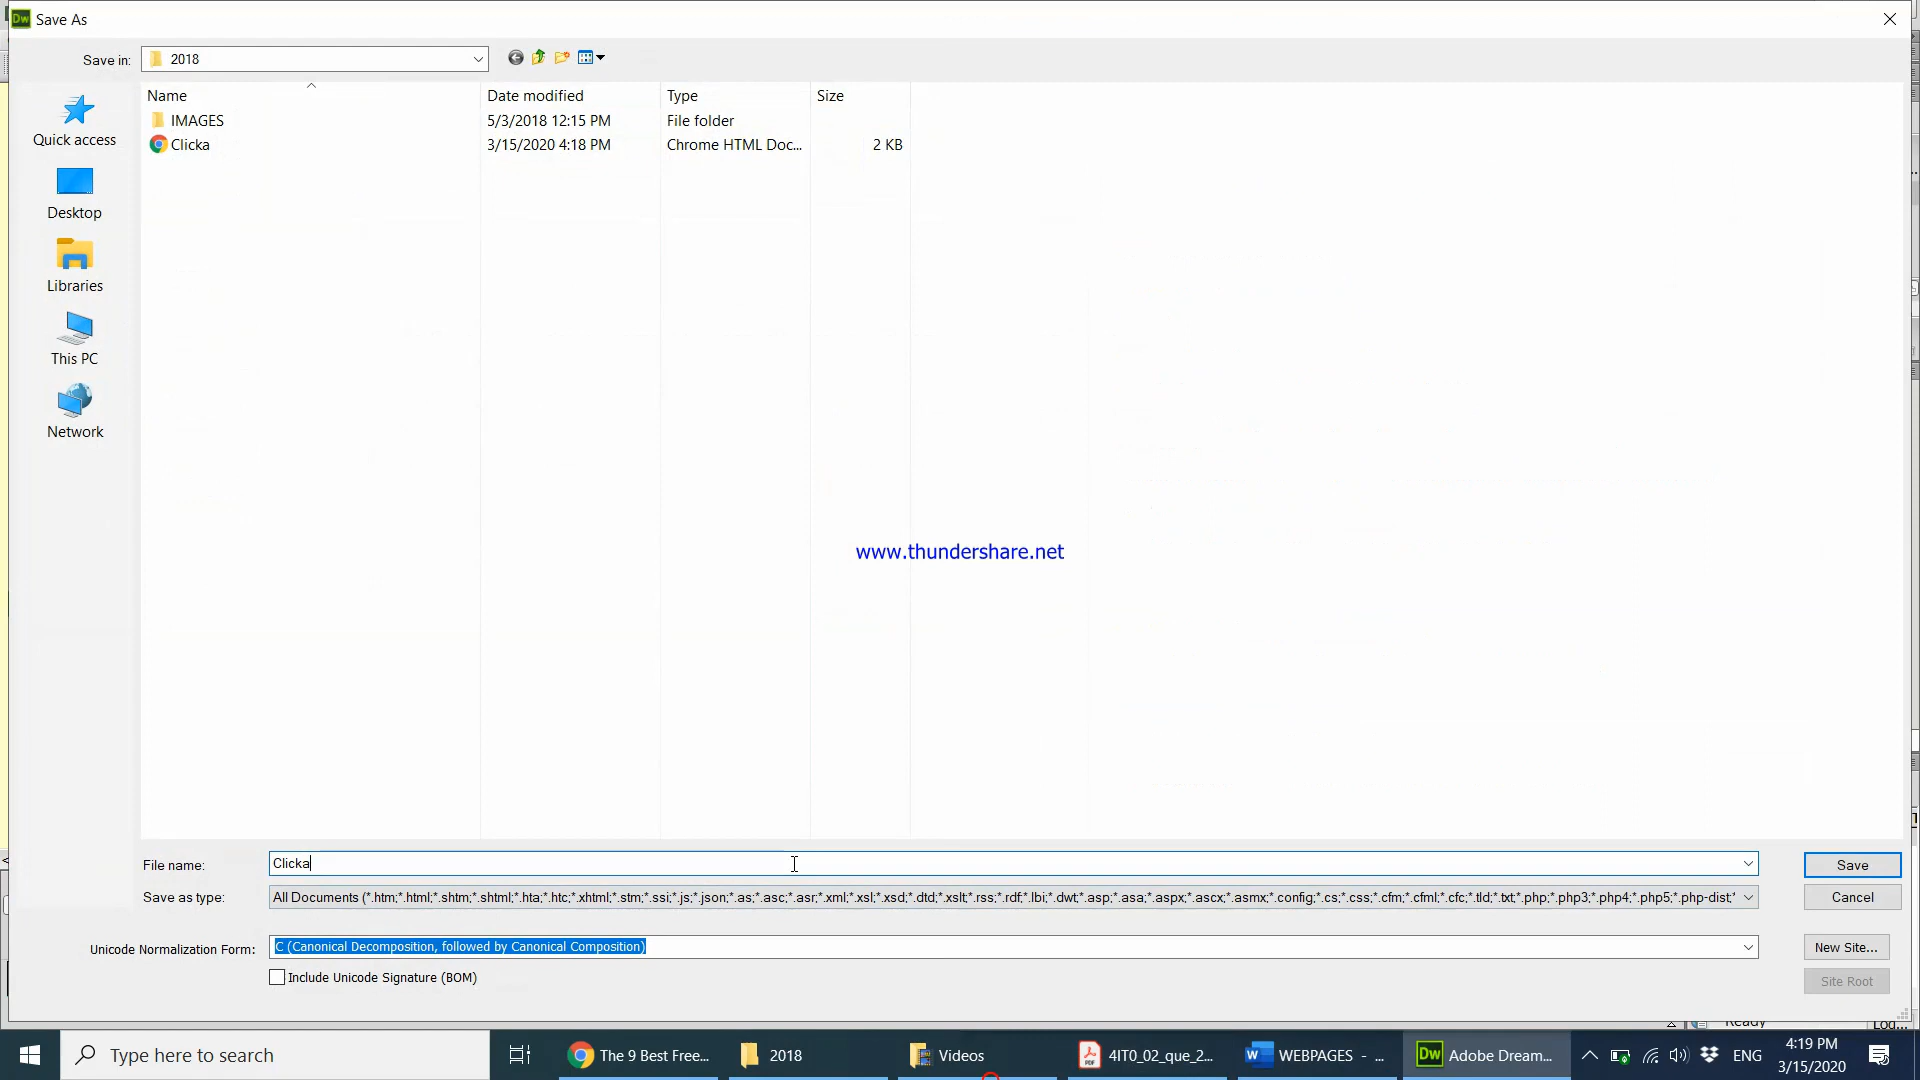 Dw Save As
Save in: 2018
Name Date modified Type Size
IMAGES 5/3/2018 12:15 PM File folder
Clicka 3/15/2020 4:18 PM Chrome HTML Doc... 2 KB
Quick access
Desktop
Libraries
This PC
Network
www.thundershare.net
File name: Clicka
Save
Save as type: All Documents (*.htm;*.html;*.shtm;*.shtml;*.hta;*.htc;*.xhtml;*.stm;*.ssi;*.js;*.json;*.as;*.asc;*.asr;*.xml;*.xsl;*.xsd;*.dtd;*.xslt;*.rss;*.rdf;*.lbi;*.dwt;*.asp;*.asa;*.aspx;*.ascx;*.asmx;*.config;*.cs;*.css;*.cfm;*.cfml;*.cfc;*.tld;*.txt;*.php;*.php3;*.php4;*.php5;*.php-dist;*
Cancel
Unicode Normalization Form: C (Canonical Decomposition, followed by Canonical Composition)
New Site...
Include Unicode Signature (BOM)
Site Root
Ready
Log...
Type here to search
The 9 Best Free...
2018
Videos
4IT0_02_que_2...
WEBPAGES - ...
Dw Adobe Dream...
ENG
4:19 PM
3/15/2020